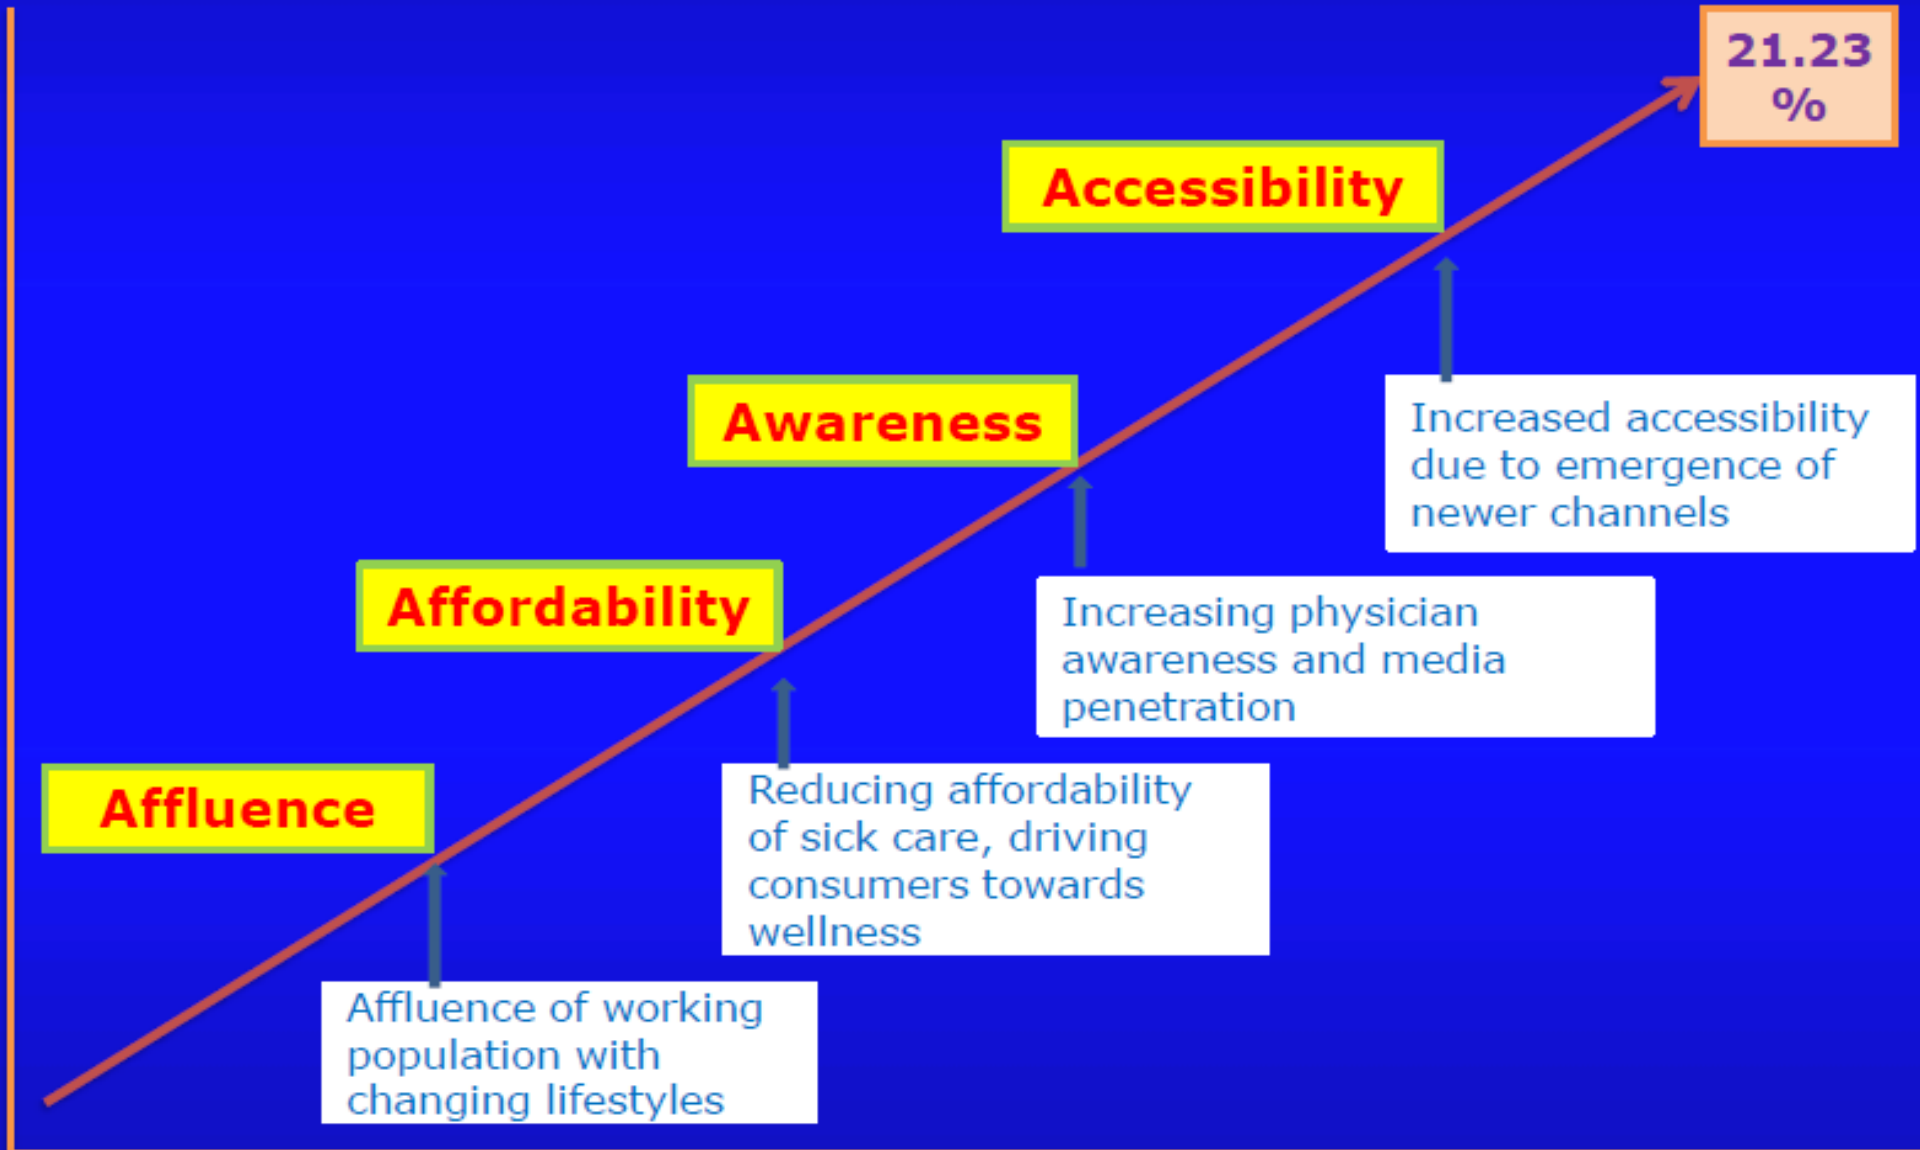 21.23
%
Accessibility
Increased accessibility
due to emergence of
newer channels
Awareness
Increasing physician
awareness and media
penetration
Affordability
Reducing affordability
of sick care, driving
consumers towards
wellness
Affluence
Affluence of working
population with
changing lifestyles